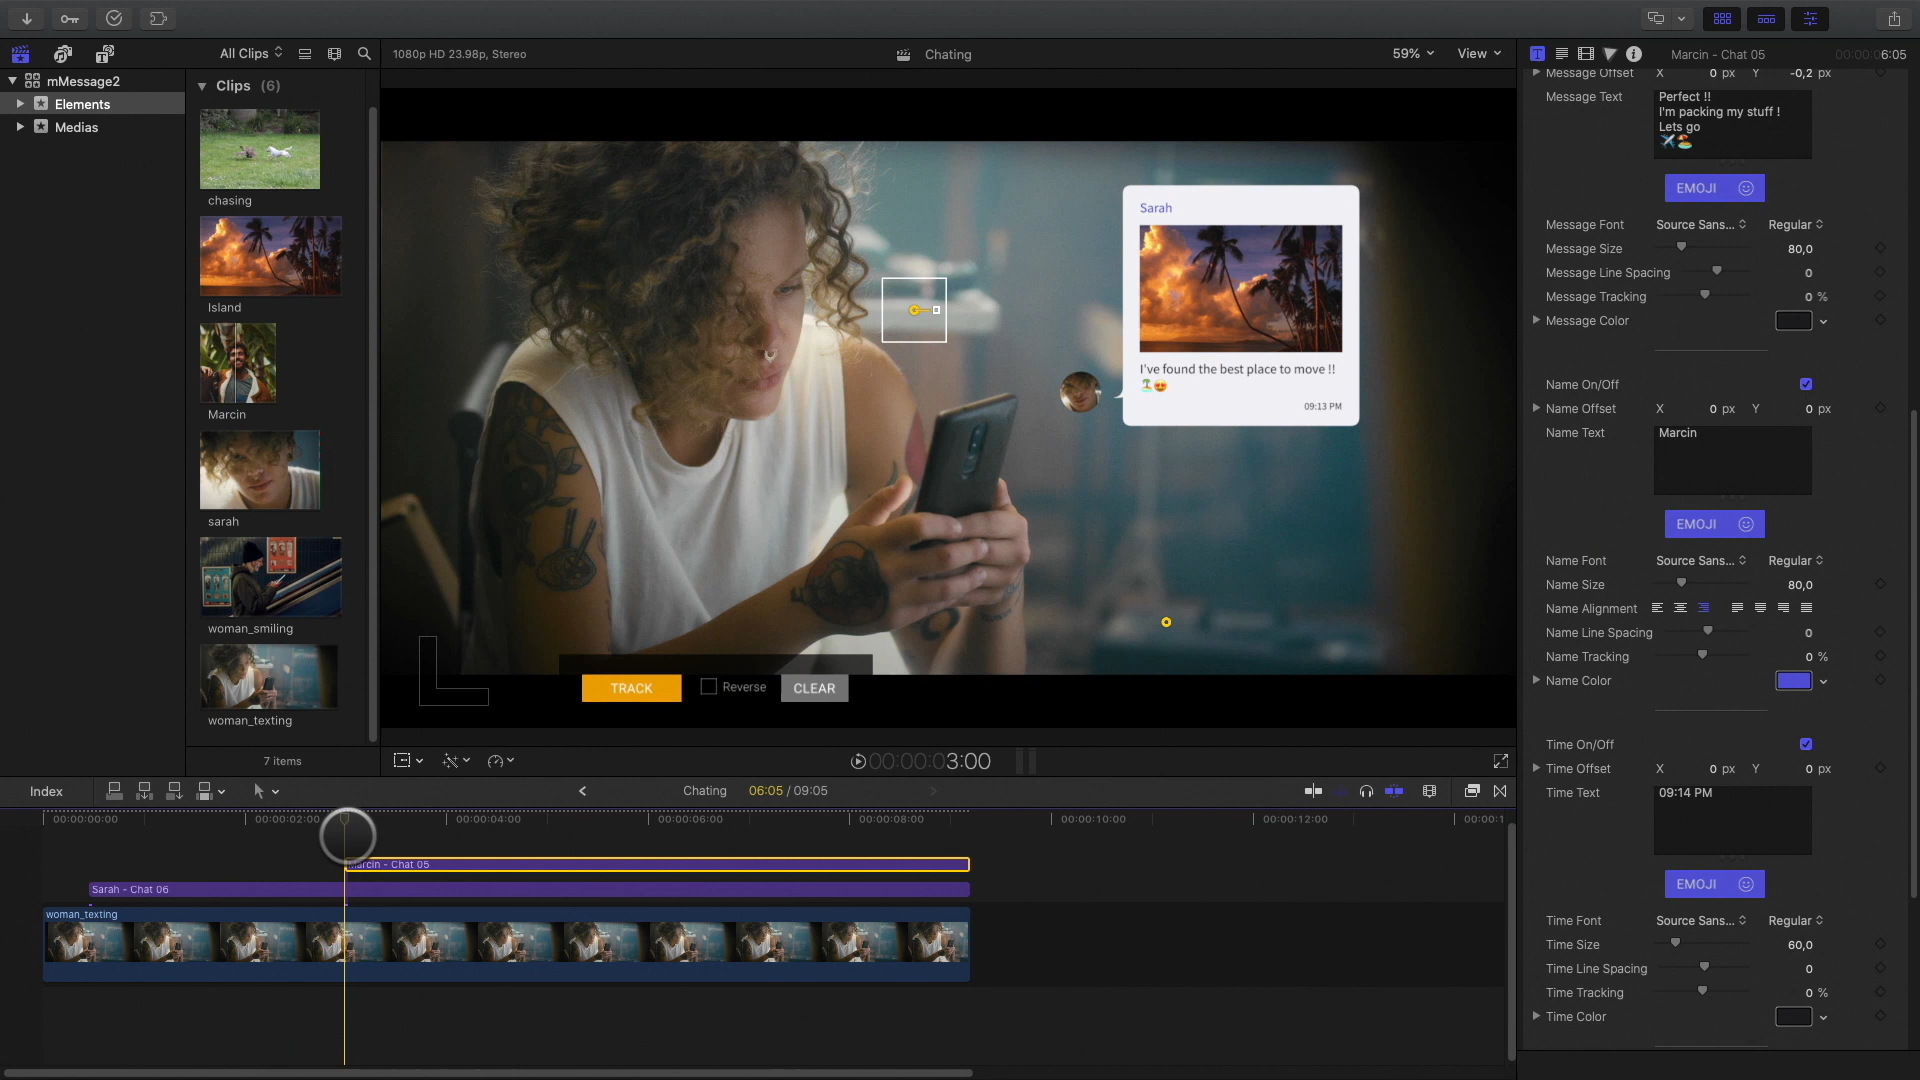 All Clips
1080p HD 23.98p, Stereo
Chating
59%
View
Marcin - Chat 05
00:00:06:05
mMessage2
Elements
Medias
Clips (6)
chasing
Island
Marcin
sarah
woman_smiling
woman_texting
7 items
Sarah
I've found the best place to move !!
🏝️😍
09:13 PM
TRACK
Reverse
CLEAR
00:00:00:03:00
Message Offset X 0 px Y -0,2 px
Message Text
Perfect !!
I'm packing my stuff !
Lets go
✈️🏖️
EMOJI
Message Font Source Sans... Regular
Message Size 80,0
Message Line Spacing 0
Message Tracking 0 %
Message Color
Name On/Off
Name Offset X 0 px Y 0 px
Name Text Marcin
EMOJI
Name Font Source Sans... Regular
Name Size 80,0
Name Alignment
Name Line Spacing 0
Name Tracking 0 %
Name Color
Time On/Off
Time Offset X 0 px Y 0 px
Time Text 09:14 PM
EMOJI
Time Font Source Sans... Regular
Time Size 60,0
Time Line Spacing 0
Time Tracking 0 %
Time Color
Index
Chating 06:05 / 09:05
00:00:00:00
00:00:02:00
00:00:04:00
00:00:06:00
00:00:08:00
00:00:10:00
00:00:12:00
00:00:1
Marcin - Chat 05
Sarah - Chat 06
woman_texting